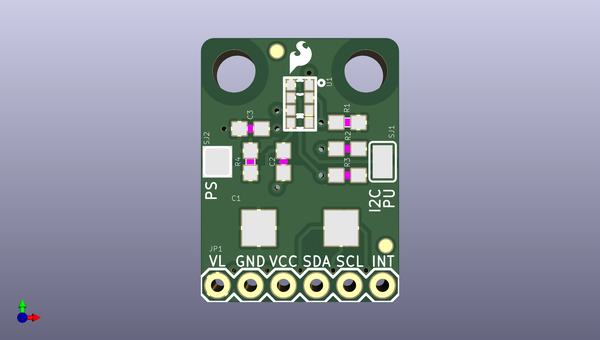 U1
C3
R1
SJ1
SJ2
R2
R4
C2
R3
PS
I2C
PU
C1
JP1
VL GND VCC SDA SCL INT